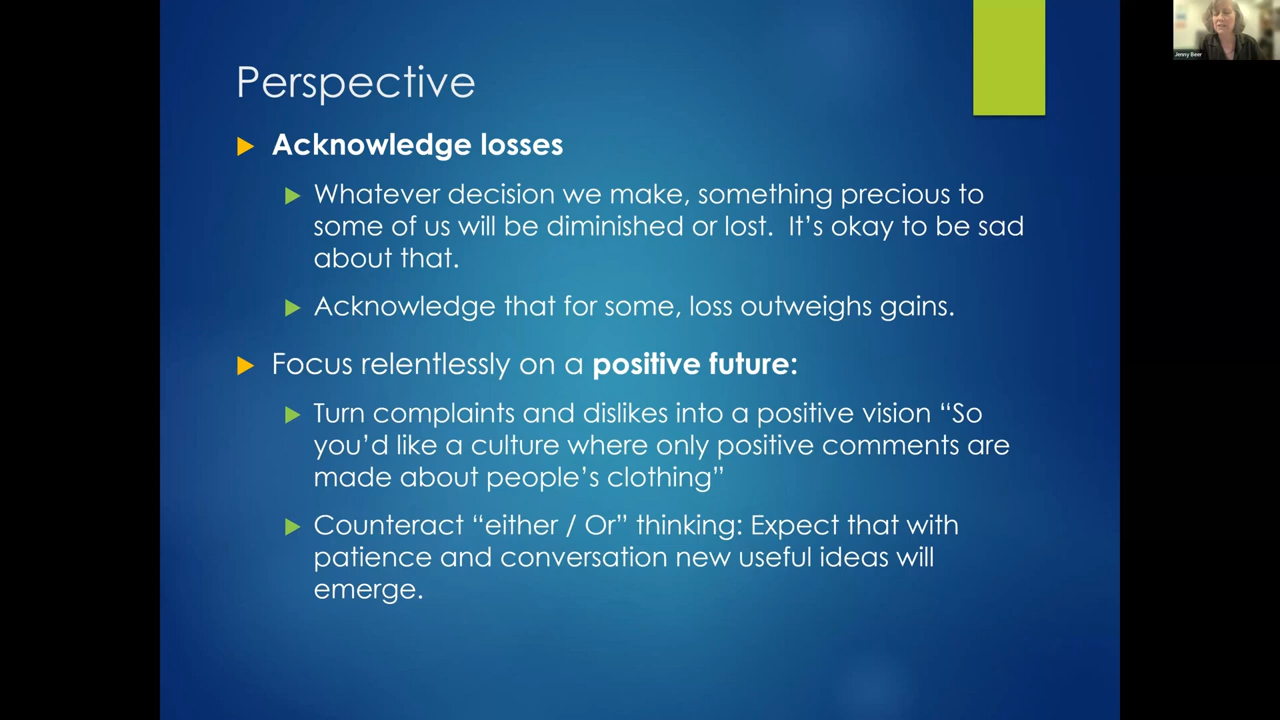 Perspective
Acknowledge losses
Whatever decision we make, something precious to
some of us will be diminished or lost.  It’s okay to be sad
about that.
Acknowledge that for some, loss outweighs gains.
Focus relentlessly on a positive future:
Turn complaints and dislikes into a positive vision “So
you’d like a culture where only positive comments are
made about people’s clothing”
Counteract “either / Or” thinking: Expect that with
patience and conversation new useful ideas will
emerge.
Jenny Beer